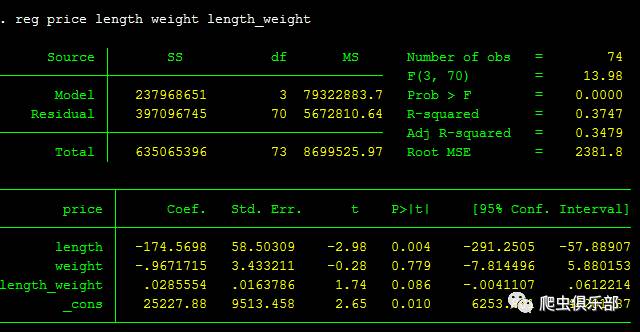 . reg price length weight length_weight
Source SS df MS Number of obs = 74
F(3, 70) = 13.98
Model 237968651 3 79322883.7 Prob > F = 0.0000
Residual 397096745 70 5672810.64 R-squared = 0.3747
Adj R-squared = 0.3479
Total 635065396 73 8699525.97 Root MSE = 2381.8
price Coef. Std. Err. t P>|t| [95% Conf. Interval]
length -174.5698 58.50309 -2.98 0.004 -291.2505 -57.88907
weight -.9671715 3.433211 -0.28 0.779 -7.814496 5.880153
length_weight .0285554 .0163786 1.74 0.086 -.0041107 .0612214
_cons 25227.88 9513.458 2.65 0.010
爬虫俱乐部